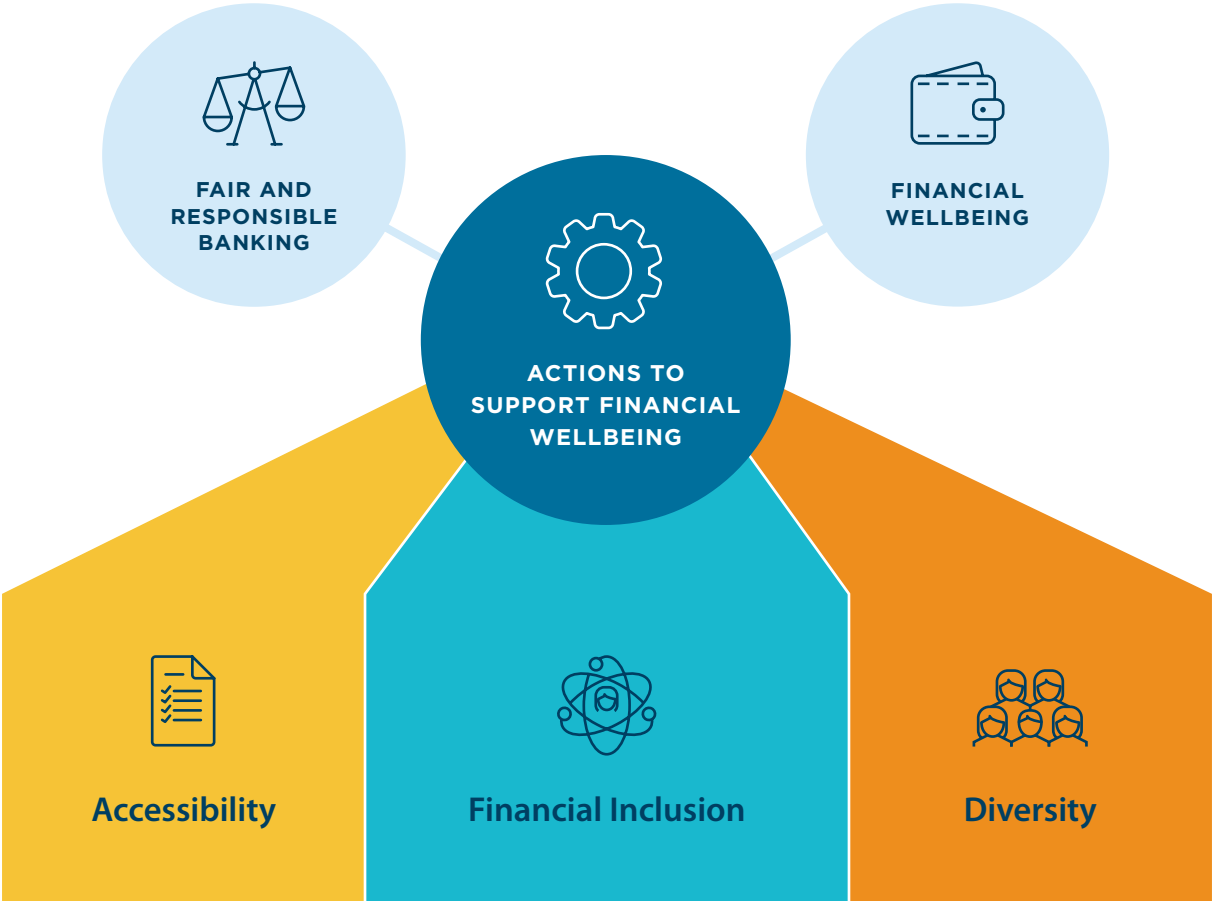 FAIR AND
RESPONSIBLE
BANKING
FINANCIAL
WELLBEING
ACTIONS TO
SUPPORT FINANCIAL
WELLBEING
Accessibility
Financial Inclusion
Diversity